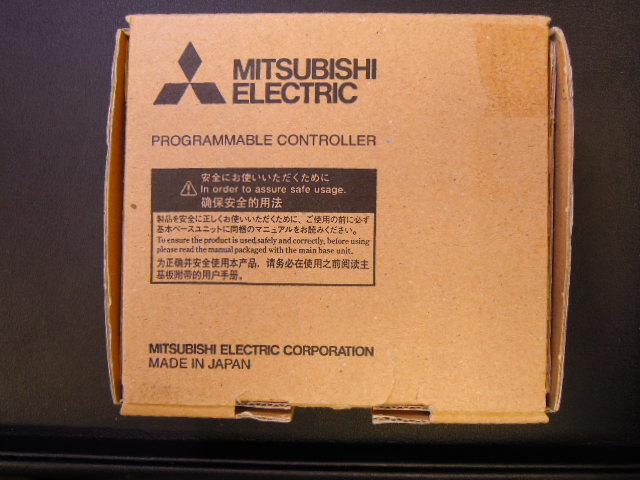 MITSUBISHI
ELECTRIC
PROGRAMMABLE CONTROLLER
安全にお使いいただくために
In order to assure safe usage.
确保安全的用法
製品を安全に正しくお使いいただくために、ご使用の前に必ず
基本ベースユニットに同梱のマニュアルをお読みください。
To ensure the product is used safely and correctly, before using
please read the manual packaged with the main base unit.
为正确并安全使用本产品，请务必在使用之前阅读主
基板附带的用户手册。
MITSUBISHI ELECTRIC CORPORATION
MADE IN JAPAN